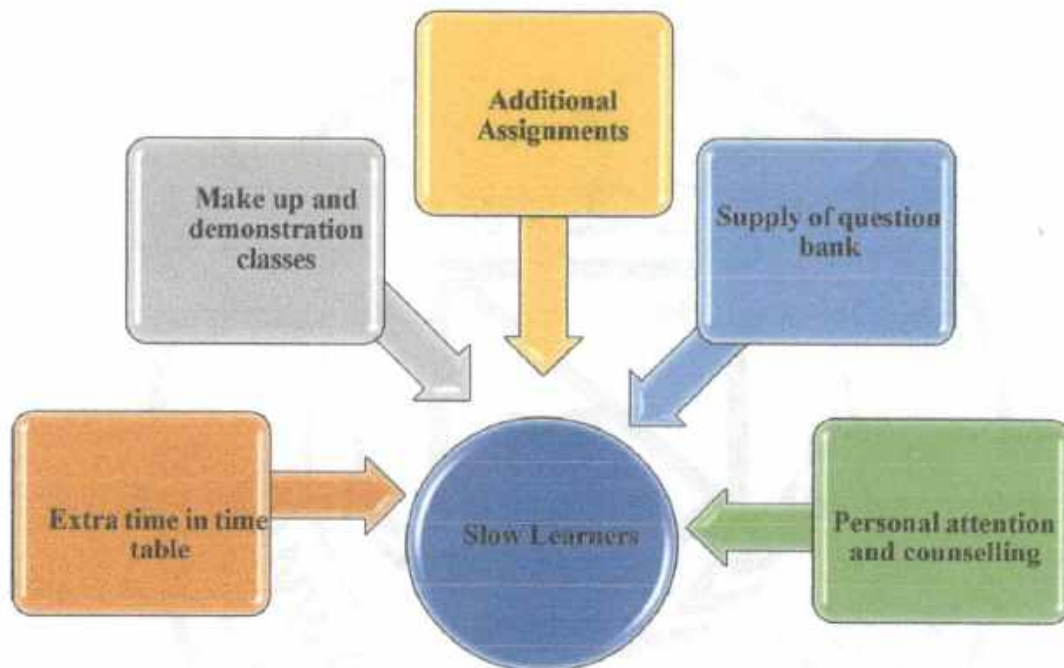 Additional
Assignments
Make up and
demonstration
classes
Supply of question
bank
Extra time in time
table
Slow Learners
Personal attention
and counselling